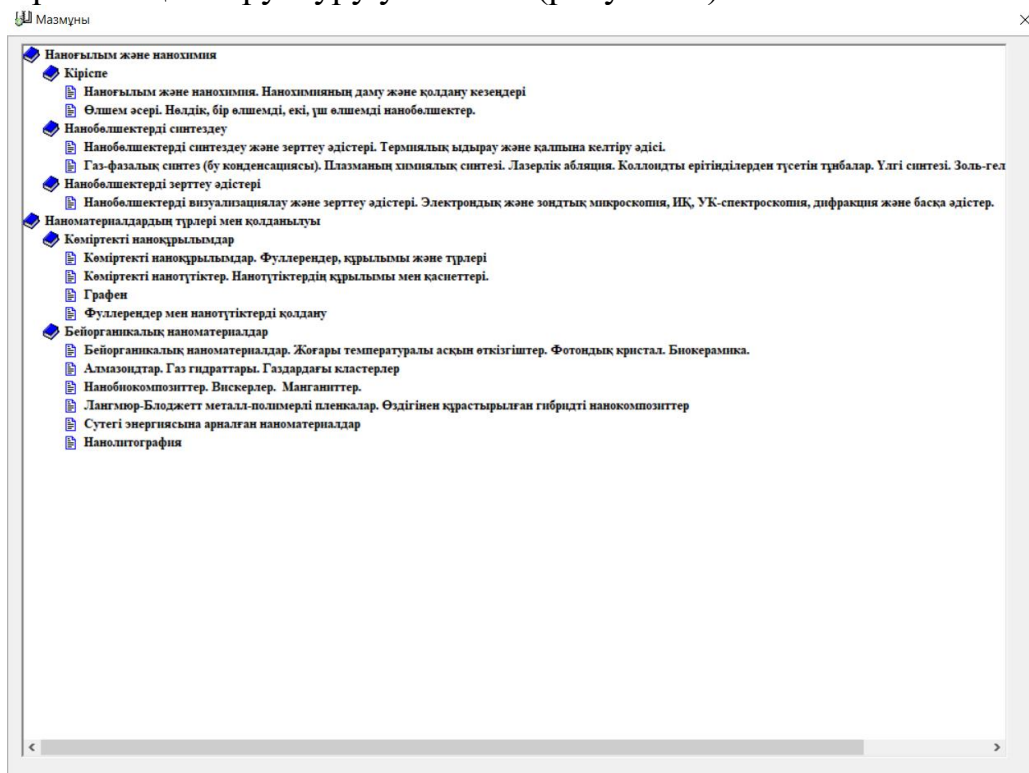 Мазмұны
Наноғылым және нанохимия
Кіріспе
Наноғылым және нанохимия. Нанохимияның даму және қолдану кезеңдері
Өлшем әсері. Нөлдік, бір өлшемді, екі, үш өлшемді нанобөлшектер.
Нанобөлшектерді синтездеу
Нанобөлшектерді синтездеу және зерттеу әдістері. Термиялық ыдырау және қалпына келтіру әдісі.
Газ-фазалық синтез (бу конденсациясы). Плазманың химиялық синтезі. Лазерлік абляция. Коллоидты ерітінділерден түсетін тұнбалар. Үлгі синтезі. Золь-гел
Нанобөлшектерді зерттеу әдістері
Нанобөлшектерді визуализациялау және зерттеу әдістері. Электрондық және зондтық микроскопия, ИҚ, УК-спектроскопия, дифракция және басқа әдістер.
Наноматериалдардың түрлері мен қолданылуы
Көміртекті наноқұрылымдар
Көміртекті наноқұрылымдар. Фуллерендер, құрылымы және түрлері
Көміртекті нанотүтіктер. Нанотүтіктердің құрылымы мен қасиеттері.
Графен
Фуллерендер мен нанотүтіктерді қолдану
Бейорганикалық наноматериалдар
Бейорганикалық наноматериалдар. Жоғары температуралы асқын өткізгіштер. Фотондық кристал. Биокерамика.
Алмазоидтар. Газ гидраттары. Газдардағы кластерлер
Нанобиокомпозиттер. Вискерлер. Манганиттер.
Лангмюр-Блоджетт металл-полимерлі пленкалар. Өздігінен құрастырылған гибридті нанокомпозиттер
Сутегі энергиясына арналған наноматериалдар
Нанолитография